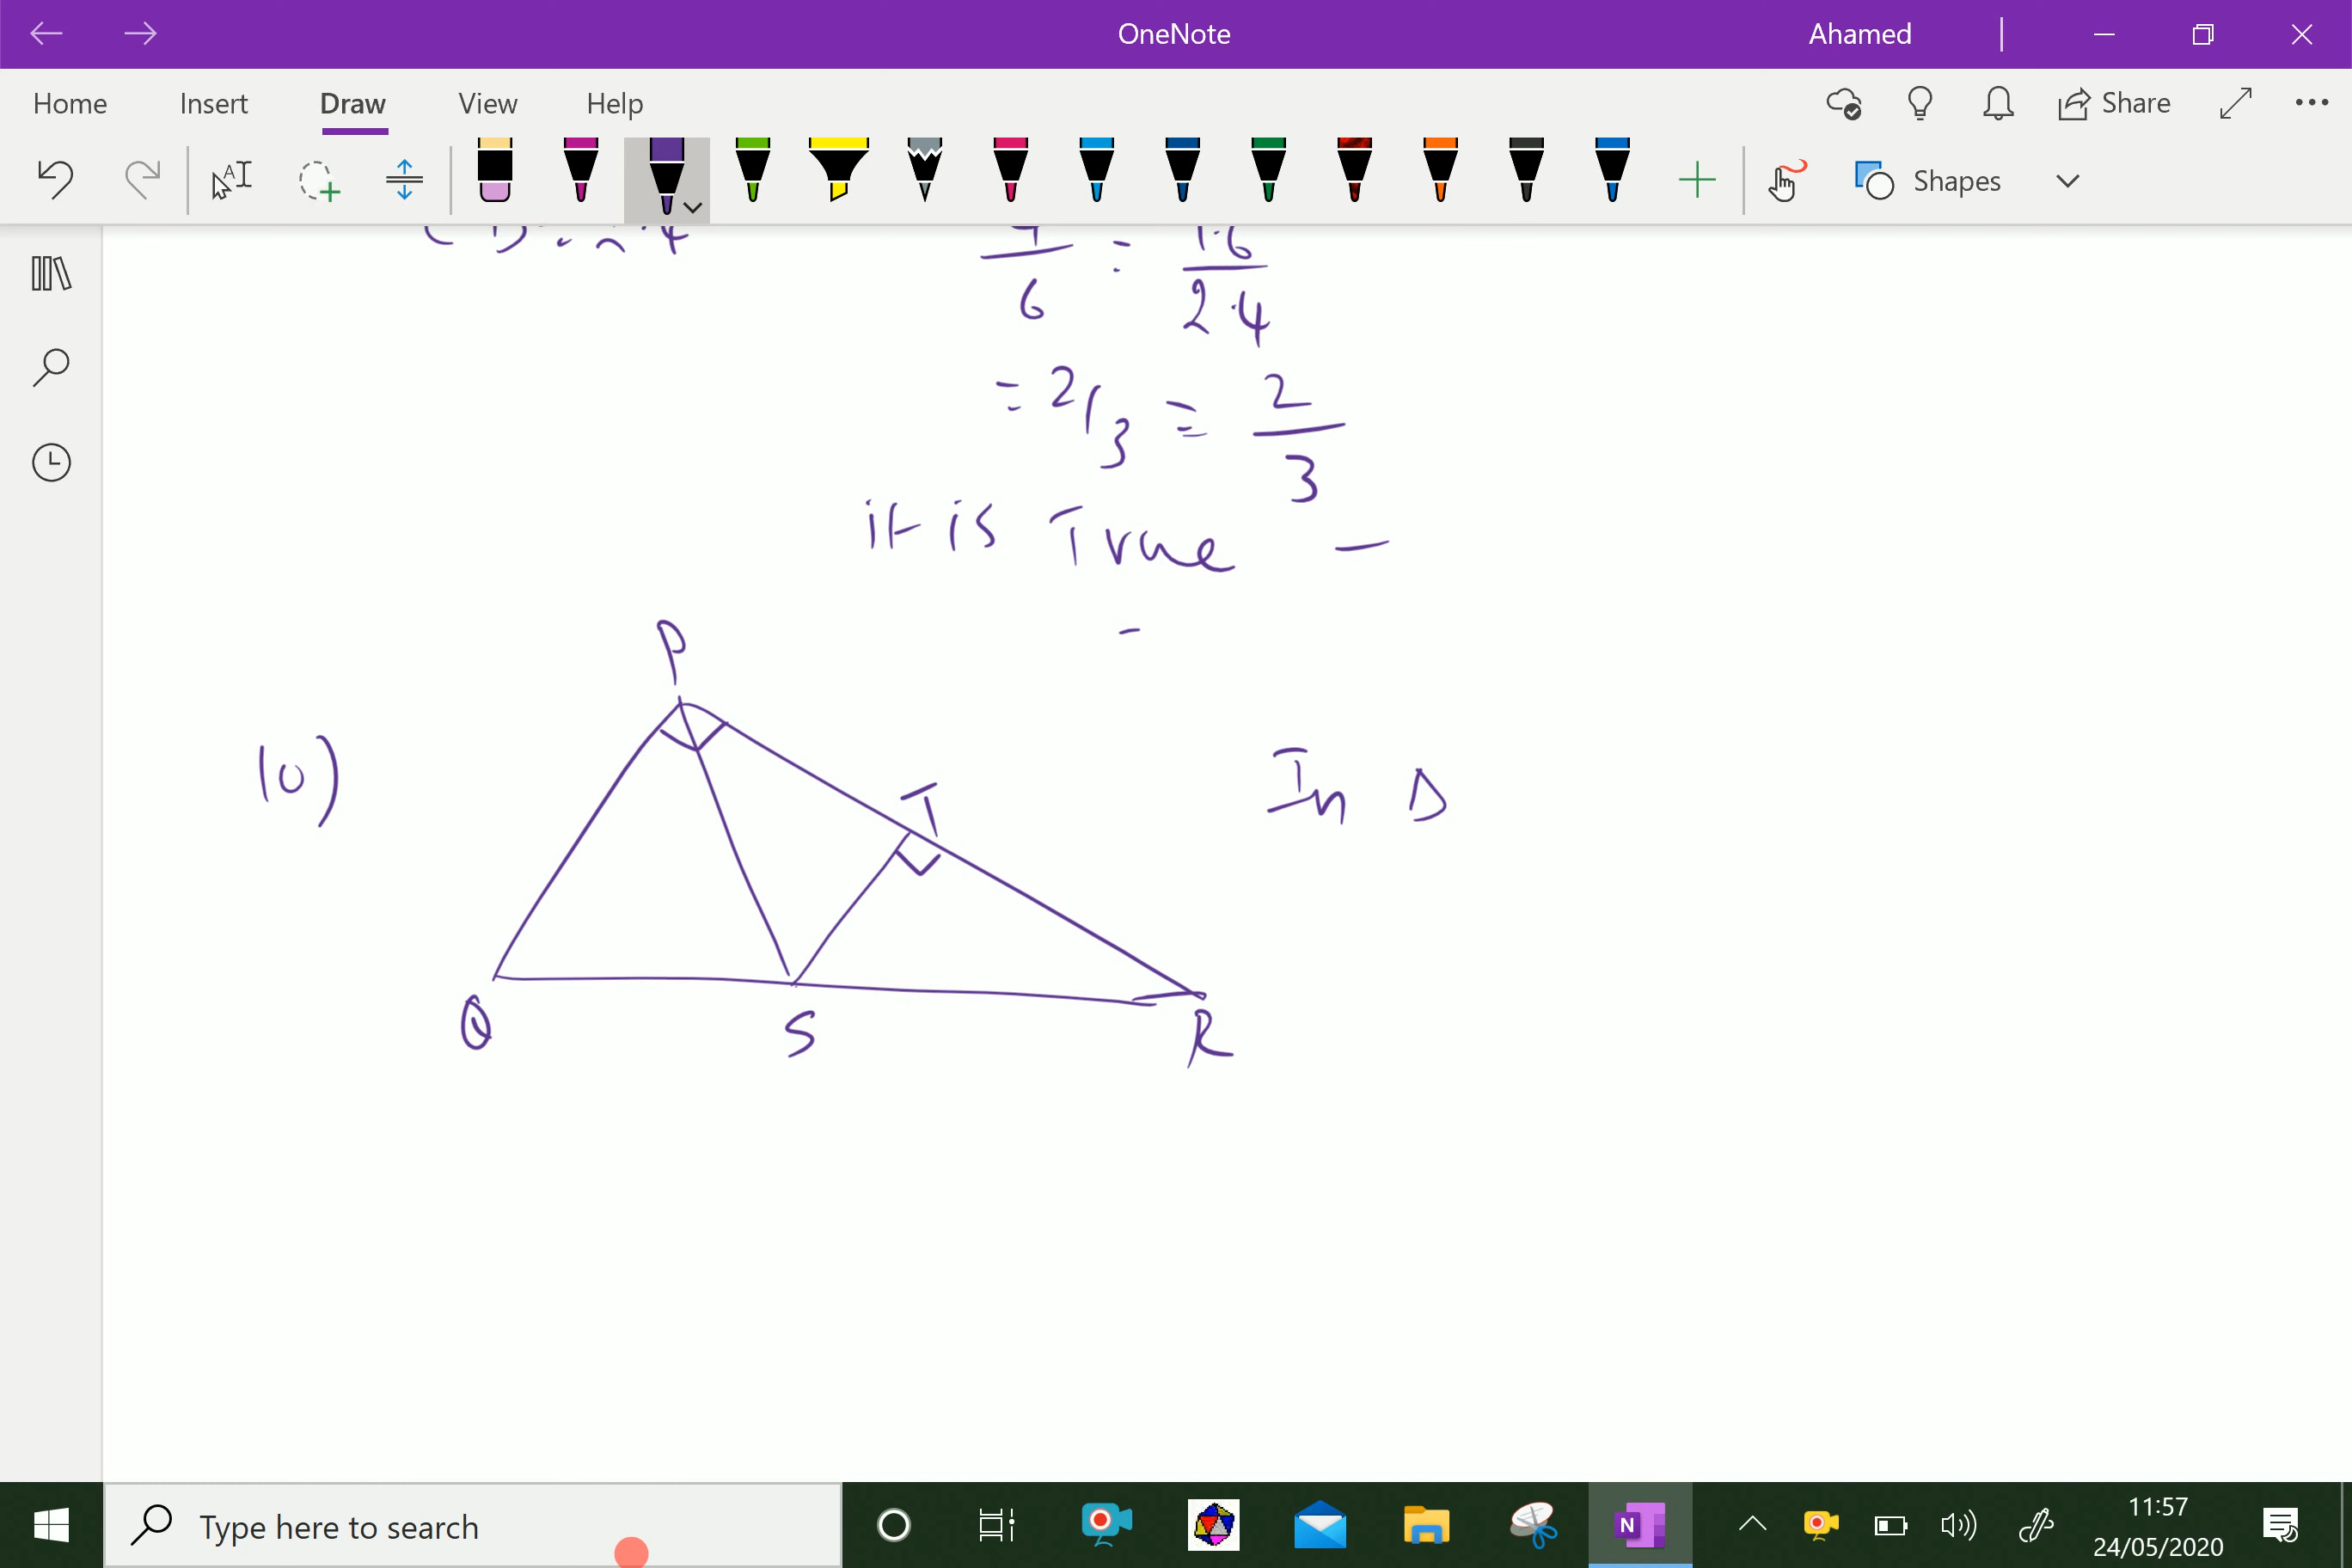 OneNote
Ahamed
Home Insert Draw View Help
Share
Shapes
6 = 2.4
= 2/3 = 2/3
it is True
P
10)
T
In Δ
Q S R
Type here to search
N
11:57
24/05/2020